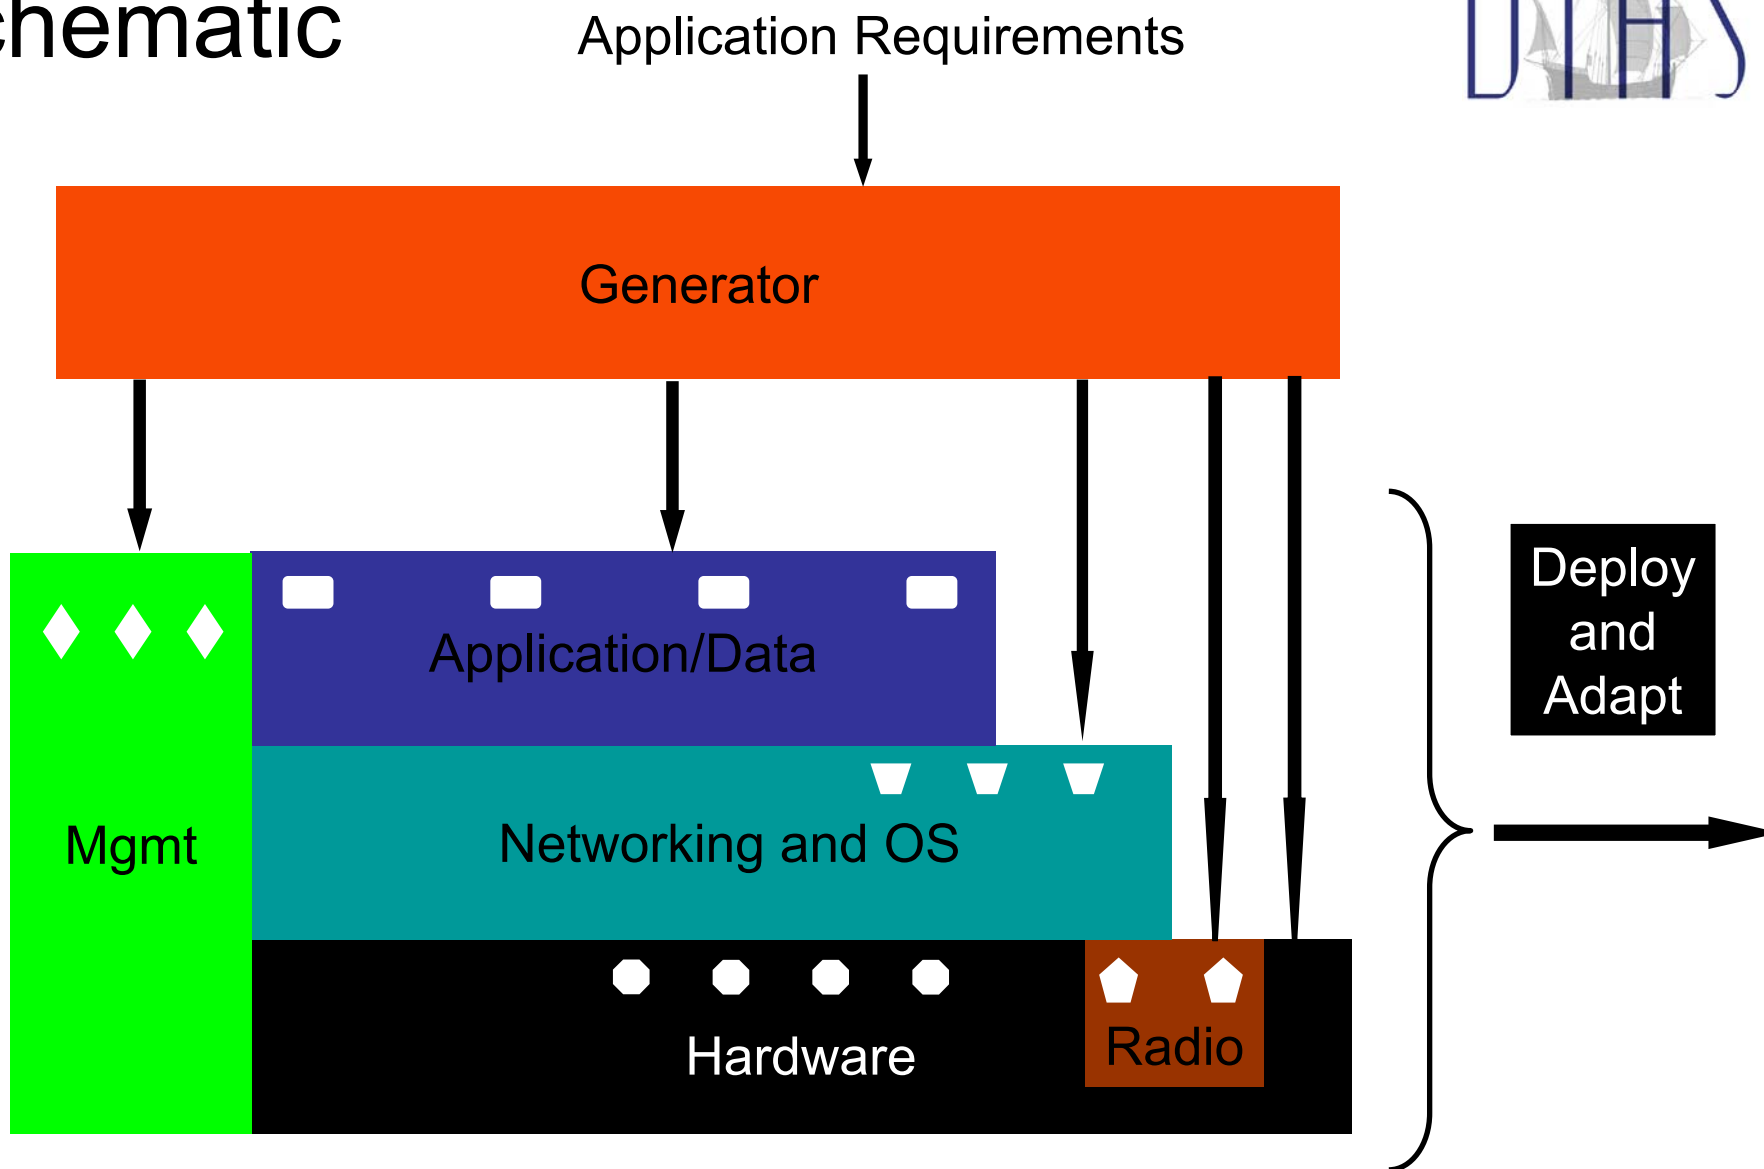 chematic
Application Requirements
Generator
Deploy
and
Adapt
Application/Data
Mgmt
Networking and OS
Hardware
Radio